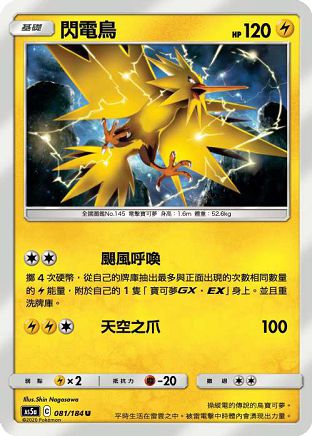 基礎 閃電鳥 HP 120
全國圖鑑No.145 電寶可夢 身高：1.6m 體重：52.6kg
颶風呼喚
擲４次硬幣，從自己的牌庫抽出最多與正面出現的次數相同數量
的能量，附於自己的１隻「寶可夢GX・EX」身上。並且重
洗牌庫。
天空之爪 100
弱點 ×2 抵抗力 -20 撤退
Illus.Shin Nagasawa
AS5a C 081/184 U
©2020 Pokémon
操縱電的傳說的鳥寶可夢。
平時生活在雷雲之中。被雷電擊中時體內會湧現出力量。